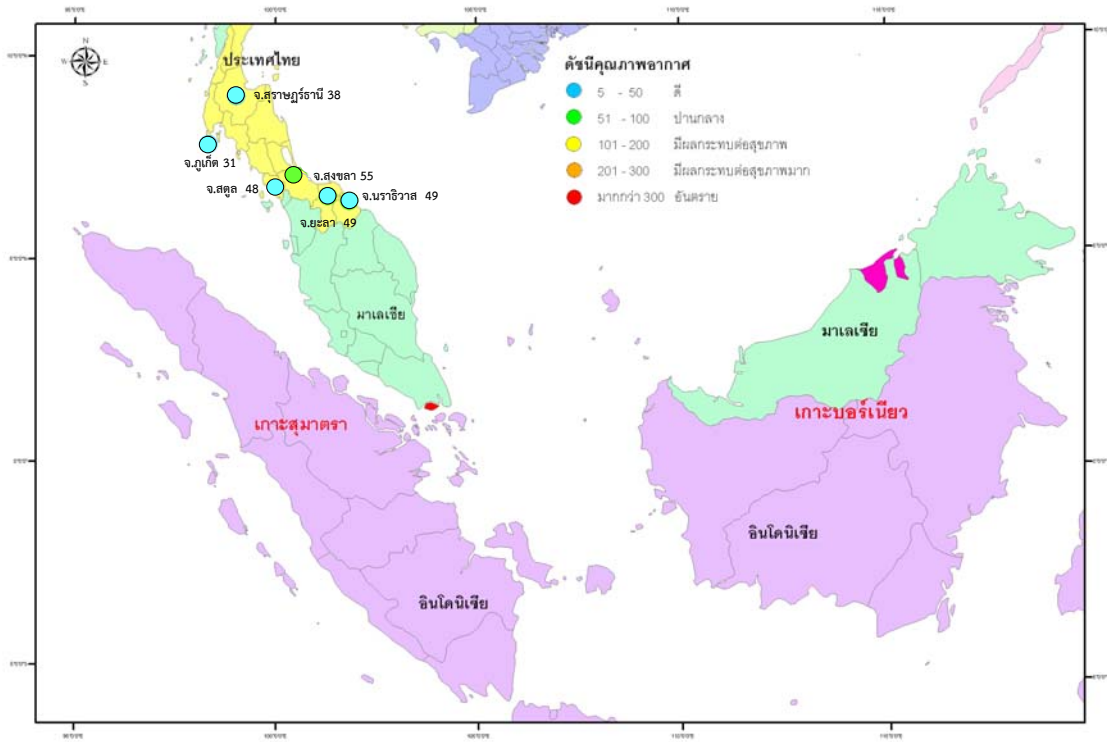 N
W E
S
ประเทศไทย
จ.สุราษฎร์ธานี 38
จ.ภูเก็ต 31
จ.สงขลา 55
จ.สตูล 48
จ.นราธิวาส 49
จ.ยะลา 49
ดัชนีคุณภาพอากาศ
5 - 50 ดี
51 - 100 ปานกลาง
101 - 200 มีผลกระทบต่อสุขภาพ
201 - 300 มีผลกระทบต่อสุขภาพมาก
มากกว่า 300 อันตราย
มาเลเซีย
มาเลเซีย
เกาะสุมาตรา
เกาะบอร์เนียว
อินโดนิเซีย
อินโดนิเซีย